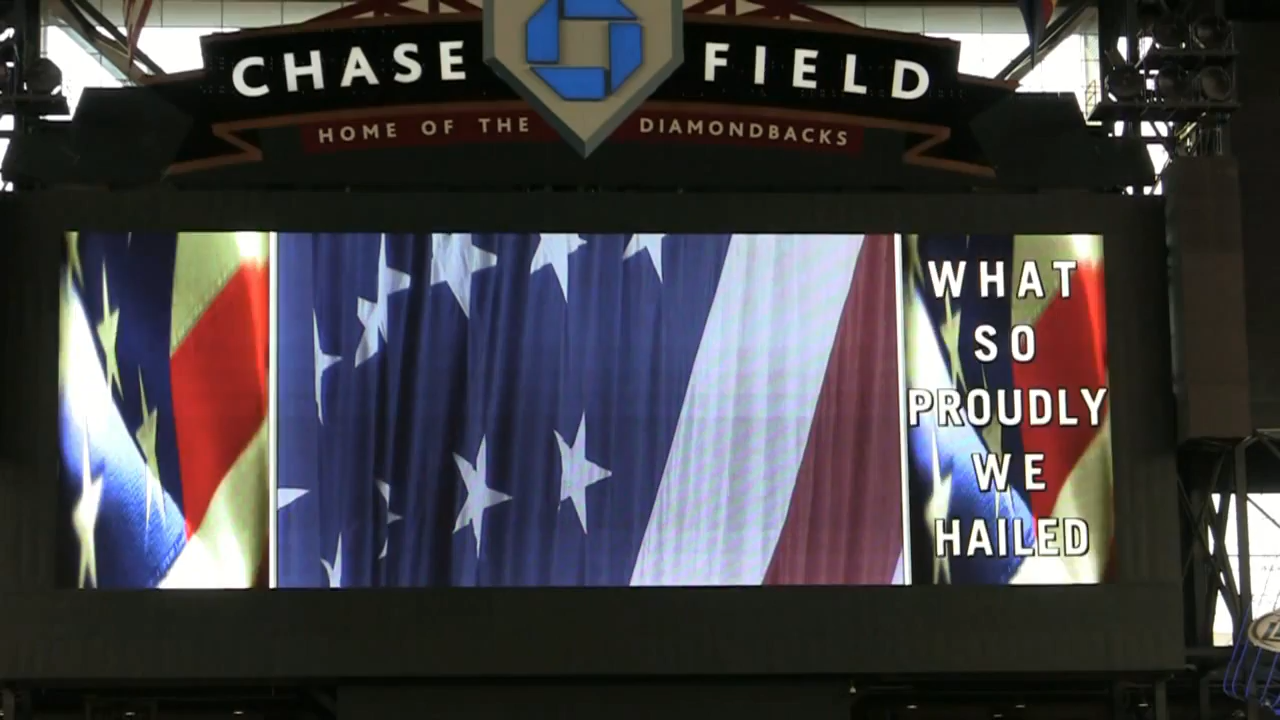 CHASE FIELD
HOME OF THE DIAMONDBACKS
WHAT
SO
PROUDLY
WE
HAILED